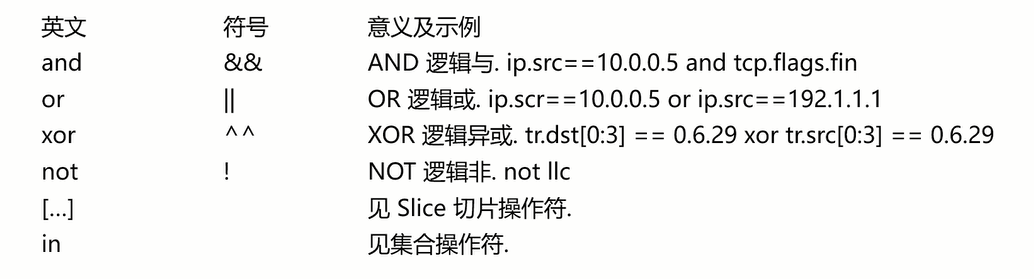 英文 符号 意义及示例
and && AND 逻辑与. ip.src==10.0.0.5 and tcp.flags.fin
or || OR 逻辑或. ip.scr==10.0.0.5 or ip.src==192.1.1.1
xor ^^ XOR 逻辑异或. tr.dst[0:3] == 0.6.29 xor tr.src[0:3] == 0.6.29
not ! NOT 逻辑非. not llc
[...] 见 Slice 切片操作符.
in 见集合操作符.